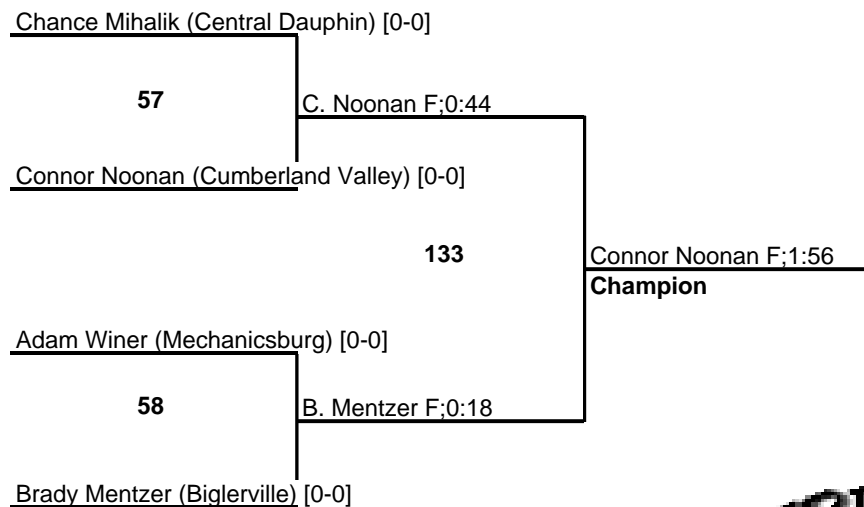 Chance Mihalik (Central Dauphin) [0-0]
57
C. Noonan F;0:44
Connor Noonan (Cumberland Valley) [0-0]
133
Connor Noonan F;1:56
Champion
Adam Winer (Mechanicsburg) [0-0]
58
B. Mentzer F;0:18
Brady Mentzer (Biglerville) [0-0]